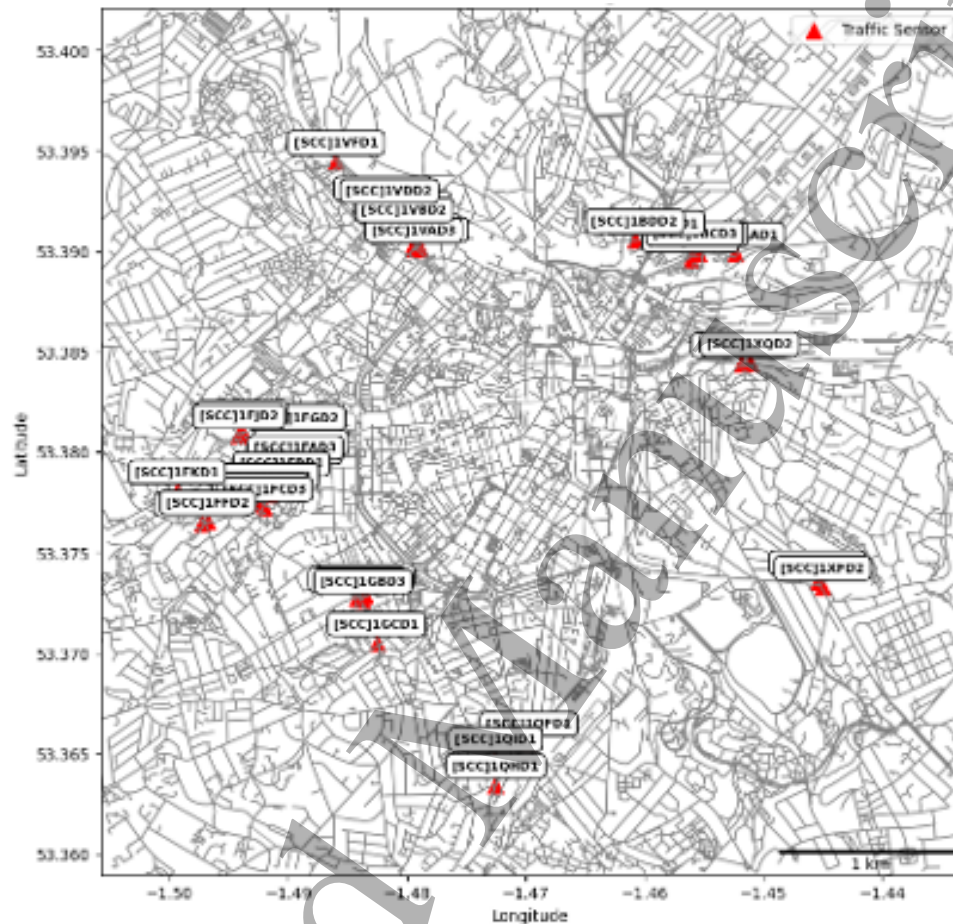 Traffic Sensor
53.400
53.395
53.390
53.385
53.380
53.375
53.370
53.365
53.360
Latitude
[SCC]1VFD1
[SCC]1VDD2
[SCC]1VBD2
[SCC]1VAD3
[SCC]1BDD2
[SCC]1XQD2
[SCC]1FJD2
1FGD2
[SCC]1FAD3
[SCC]1FKD1
[SCC]1FFD2
[SCC]1GBD3
[SCC]1GCD1
[SCC]1XPD2
[SCC]1QID1
[SCC]1QHD1
1 km
−1.50 −1.49 −1.48 −1.47 −1.46 −1.45 −1.44
Longitude